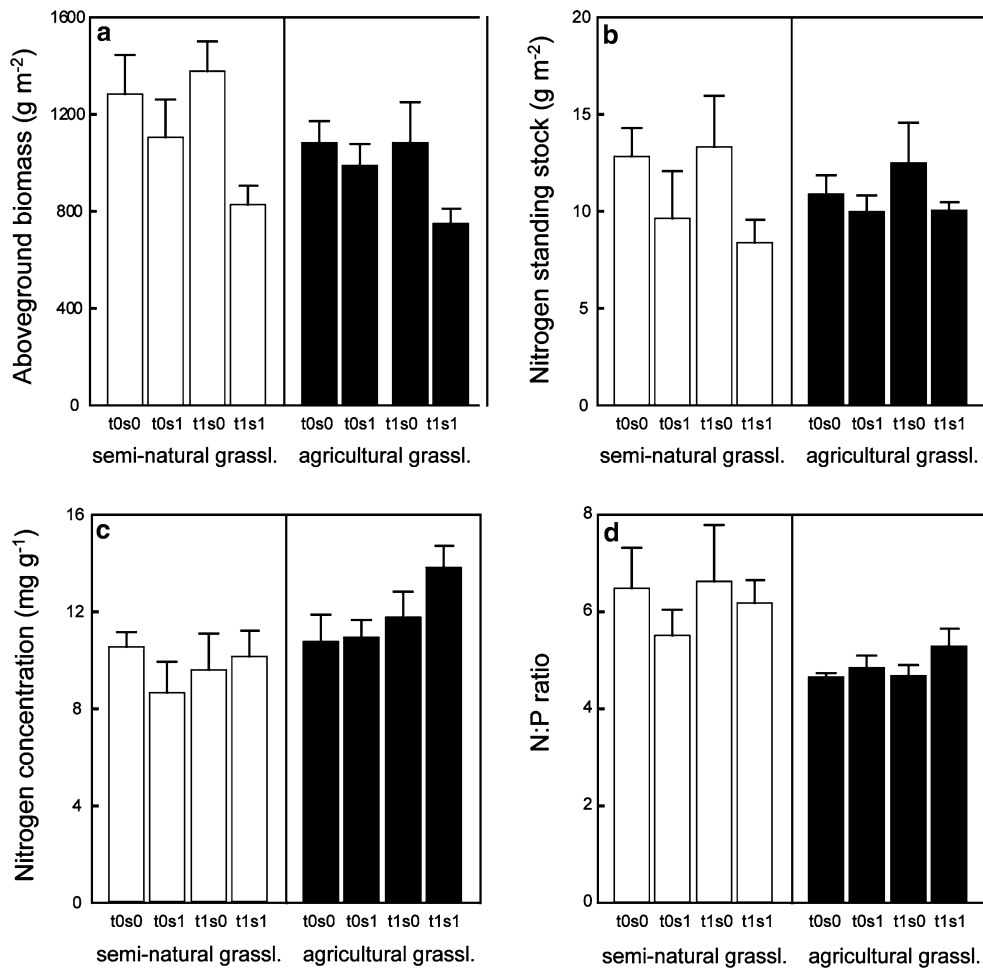 a
Aboveground biomass (g m⁻²)
1600
1200
800
400
0
t0s0 t0s1 t1s0 t1s1 t0s0 t0s1 t1s0 t1s1
semi-natural grassl. agricultural grassl.
b
Nitrogen standing stock (g m⁻²)
20
15
10
5
0
t0s0 t0s1 t1s0 t1s1 t0s0 t0s1 t1s0 t1s1
semi-natural grassl. agricultural grassl.
c
Nitrogen concentration (mg g⁻¹)
16
12
8
4
0
t0s0 t0s1 t1s0 t1s1 t0s0 t0s1 t1s0 t1s1
semi-natural grassl. agricultural grassl.
d
N:P ratio
8
6
4
2
0
t0s0 t0s1 t1s0 t1s1 t0s0 t0s1 t1s0 t1s1
semi-natural grassl. agricultural grassl.